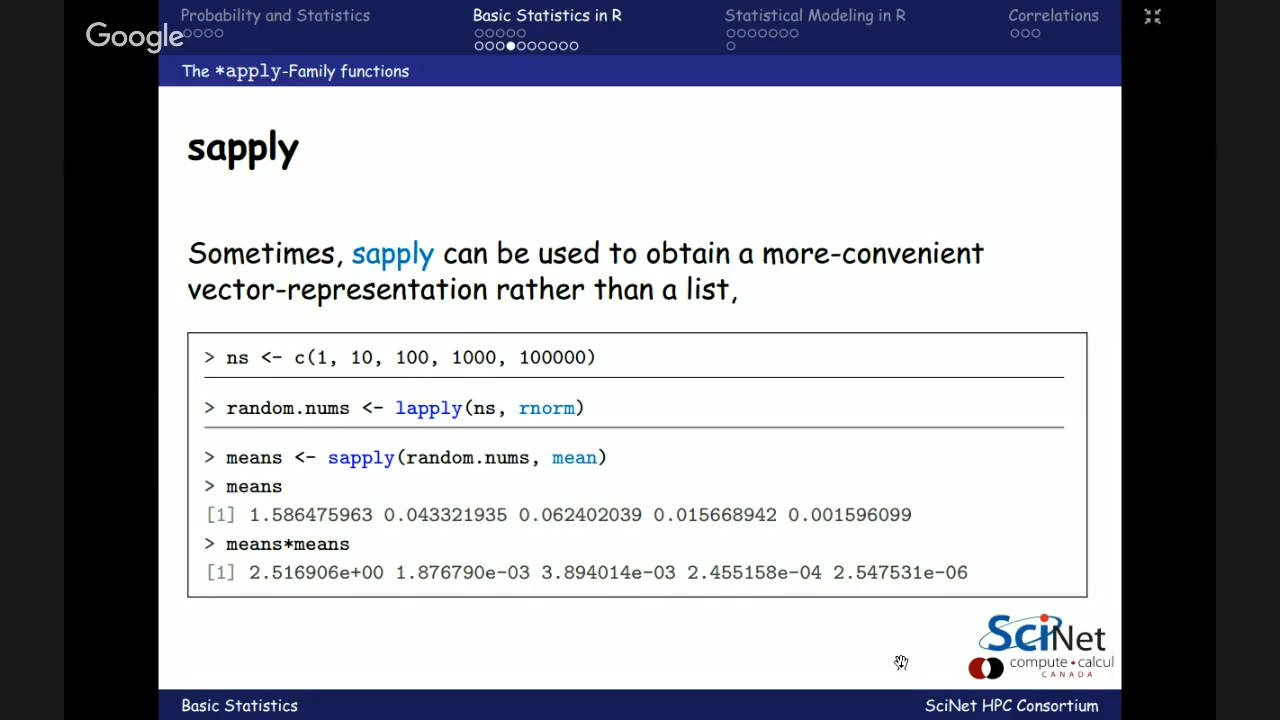 Probability and Statistics
Basic Statistics in R
Statistical Modeling in R
Correlations
Google
The *apply-Family functions
sapply
Sometimes, sapply can be used to obtain a more-convenient
vector-representation rather than a list,
> ns <- c(1, 10, 100, 1000, 100000)
> random.nums <- lapply(ns, rnorm)
> means <- sapply(random.nums, mean)
> means
[1] 1.586475963 0.043321935 0.062402039 0.015668942 0.001596099
> means*means
[1] 2.516906e+00 1.876790e-03 3.894014e-03 2.455158e-04 2.547531e-06
SciNet
compute • calcul
CANADA
Basic Statistics
SciNet HPC Consortium